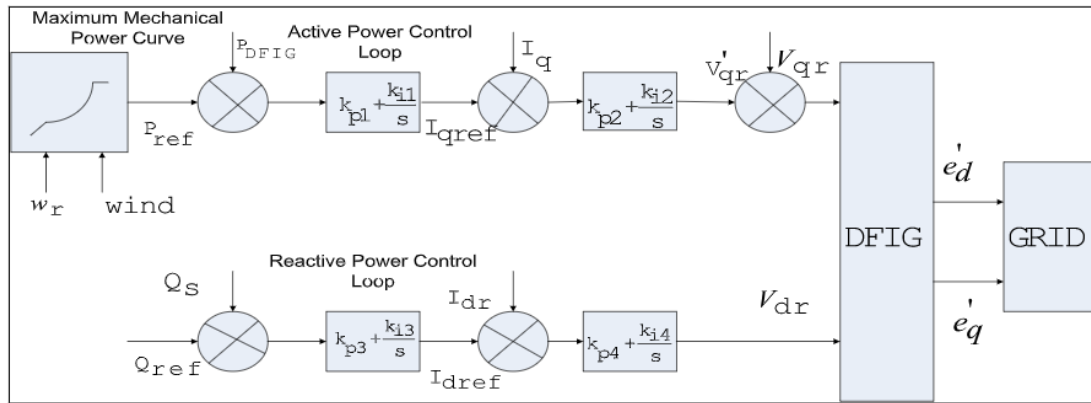 Maximum Mechanical
Power Curve
P_DFIG
Active Power Control
Loop
I_q
V'_qr
V_qr
k_p1 + k_i1/s
k_p2 + k_i2/s
P_ref
I_qref
w_r
wind
e'_d
DFIG
GRID
e'_q
Reactive Power Control
Loop
Q_s
I_dr
V_dr
k_p3 + k_i3/s
k_p4 + k_i4/s
Q_ref
I_dref